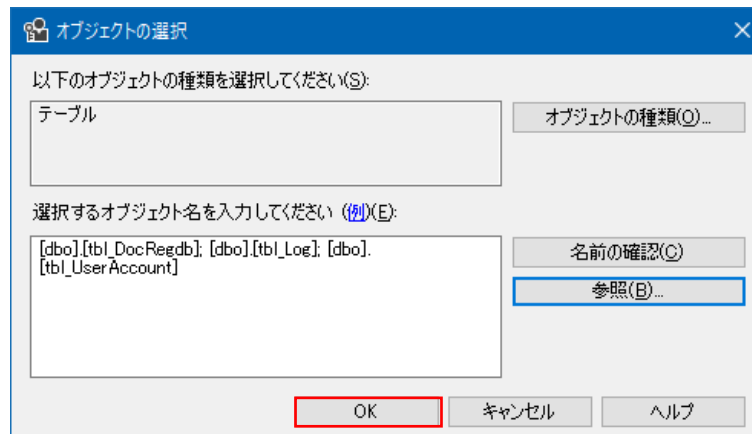 オブジェクトの選択
以下のオブジェクトの種類を選択してください(S):
テーブル
オブジェクトの種類(O)...
選択するオブジェクト名を入力してください (例)(E):
[dbo].[tbl_DocRegdb]; [dbo].[tbl_Log]; [dbo].
[tbl_UserAccount]
名前の確認(C)
参照(B)...
OK
キャンセル
ヘルプ